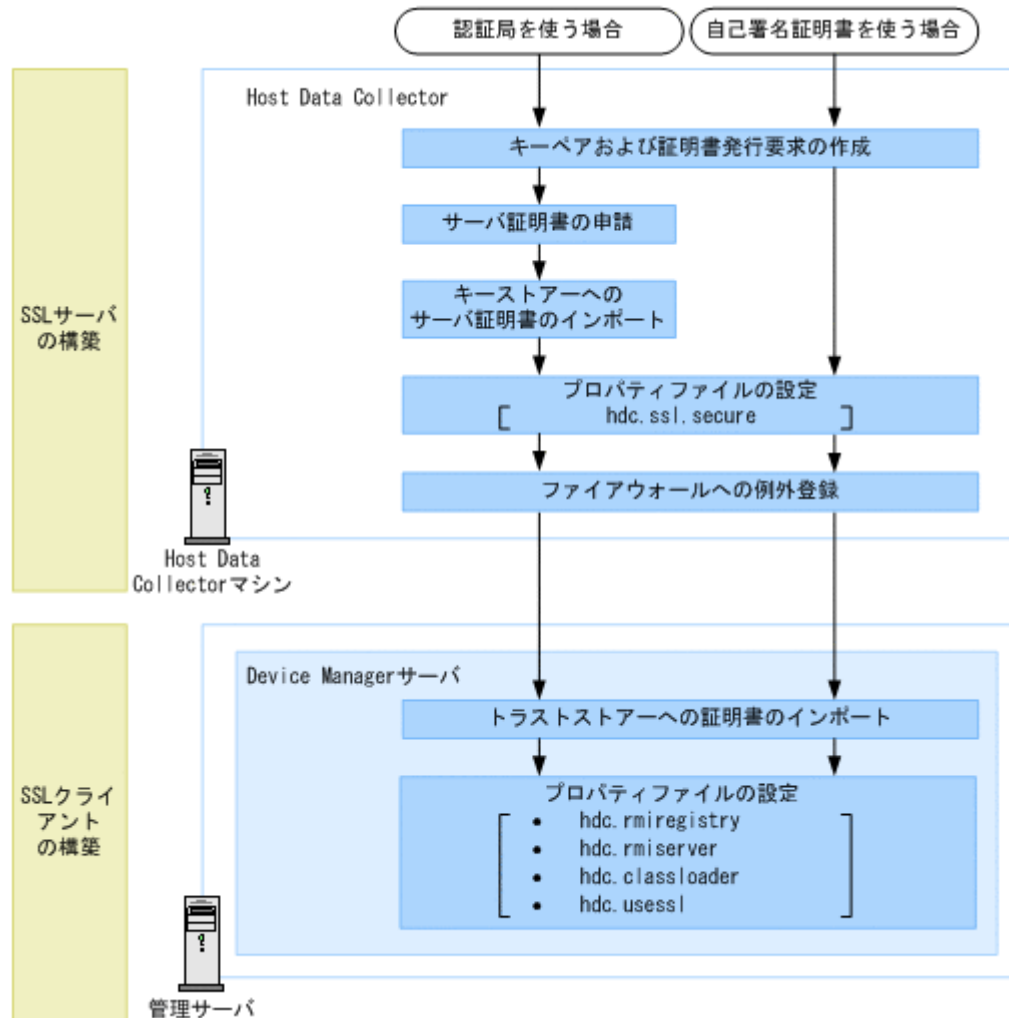 認証局を使う場合
自己署名証明書を使う場合
Host Data Collector
キーペアおよび証明書発行要求の作成
サーバ証明書の申請
キーストアーへの
サーバ証明書のインポート
SSLサーバ
の構築
プロパティファイルの設定
[ hdc.ssl.secure ]
ファイアウォールへの例外登録
Host Data
Collectorマシン
Device Managerサーバ
トラストストアーへの証明書のインポート
SSLクライ
アント
の構築
プロパティファイルの設定
• hdc.rmiregistry
• hdc.rmiserver
• hdc.classloader
• hdc.usessl
管理サーバ